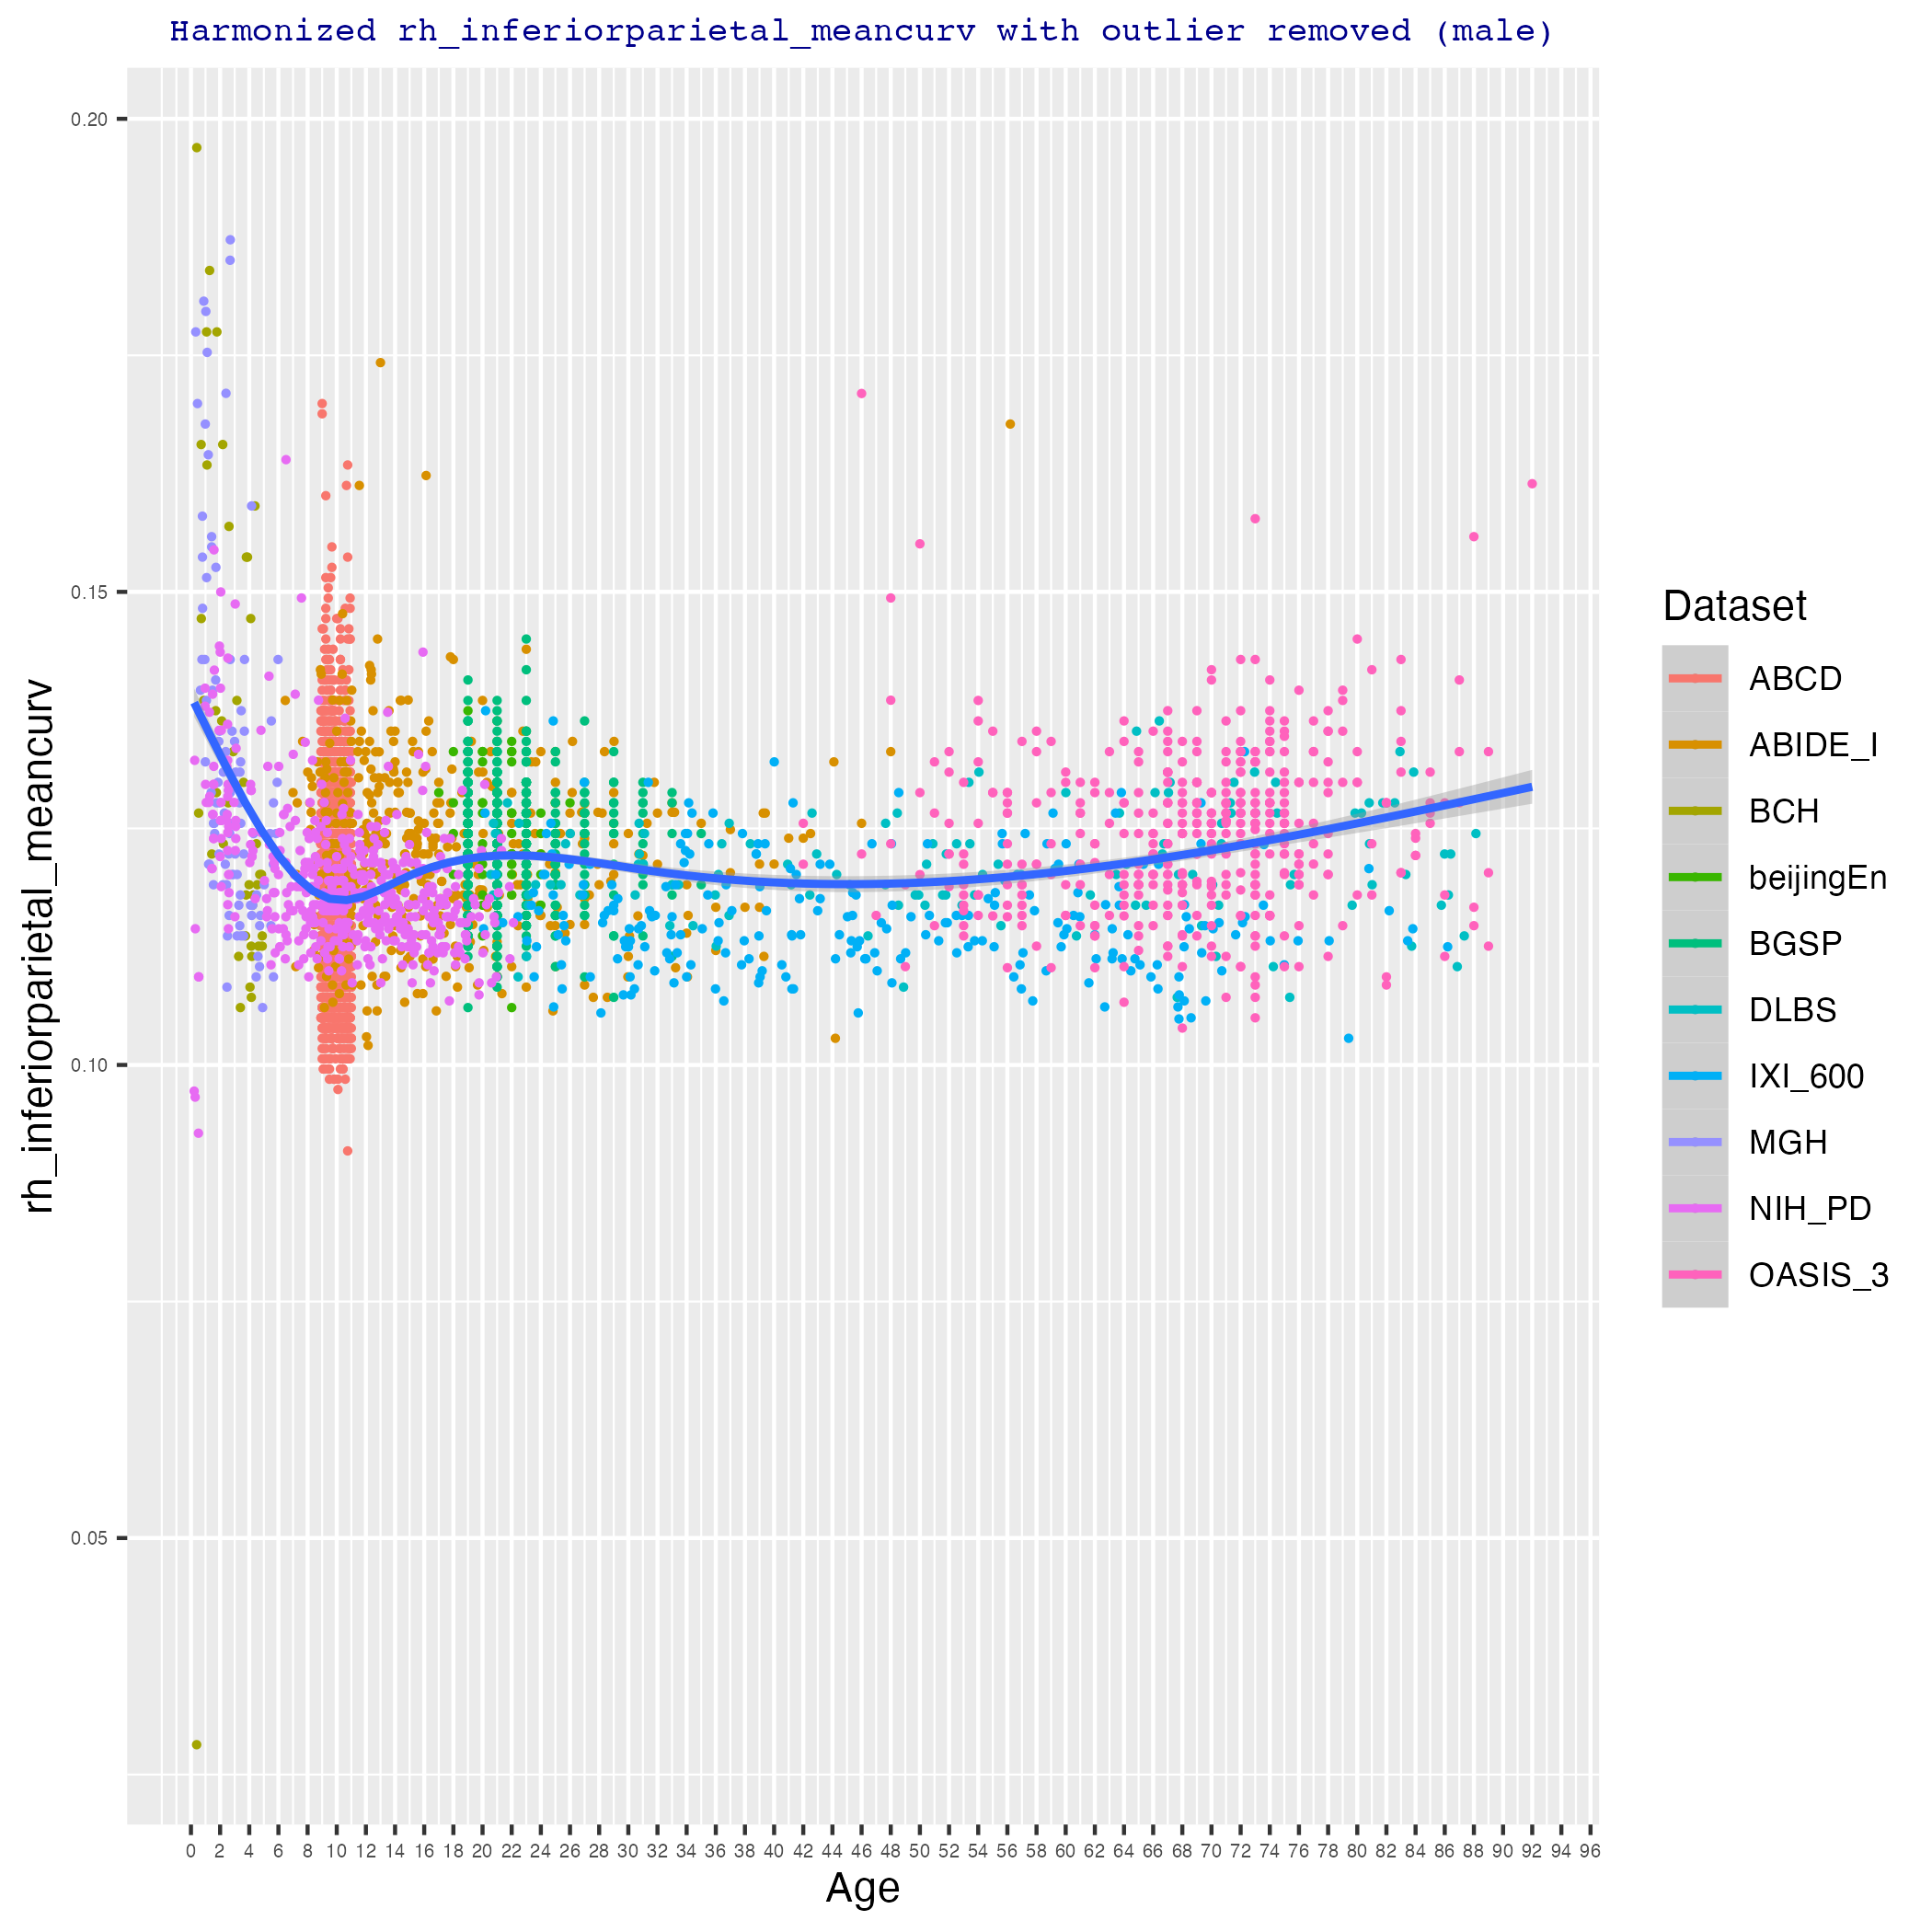 Harmonized rh_inferiorparietal_meancurv with outlier removed (male)
rh_inferiorparietal_meancurv
0.20
0.15
0.10
0.05
0 2 4 6 8 10 12 14 16 18 20 22 24 26 28 30 32 34 36 38 40 42 44 46 48 50 52 54 56 58 60 62 64 66 68 70 72 74 76 78 80 82 84 86 88 90 92 94 96
Age
Dataset
ABCD
ABIDE_I
BCH
beijingEn
BGSP
DLBS
IXI_600
MGH
NIH_PD
OASIS_3